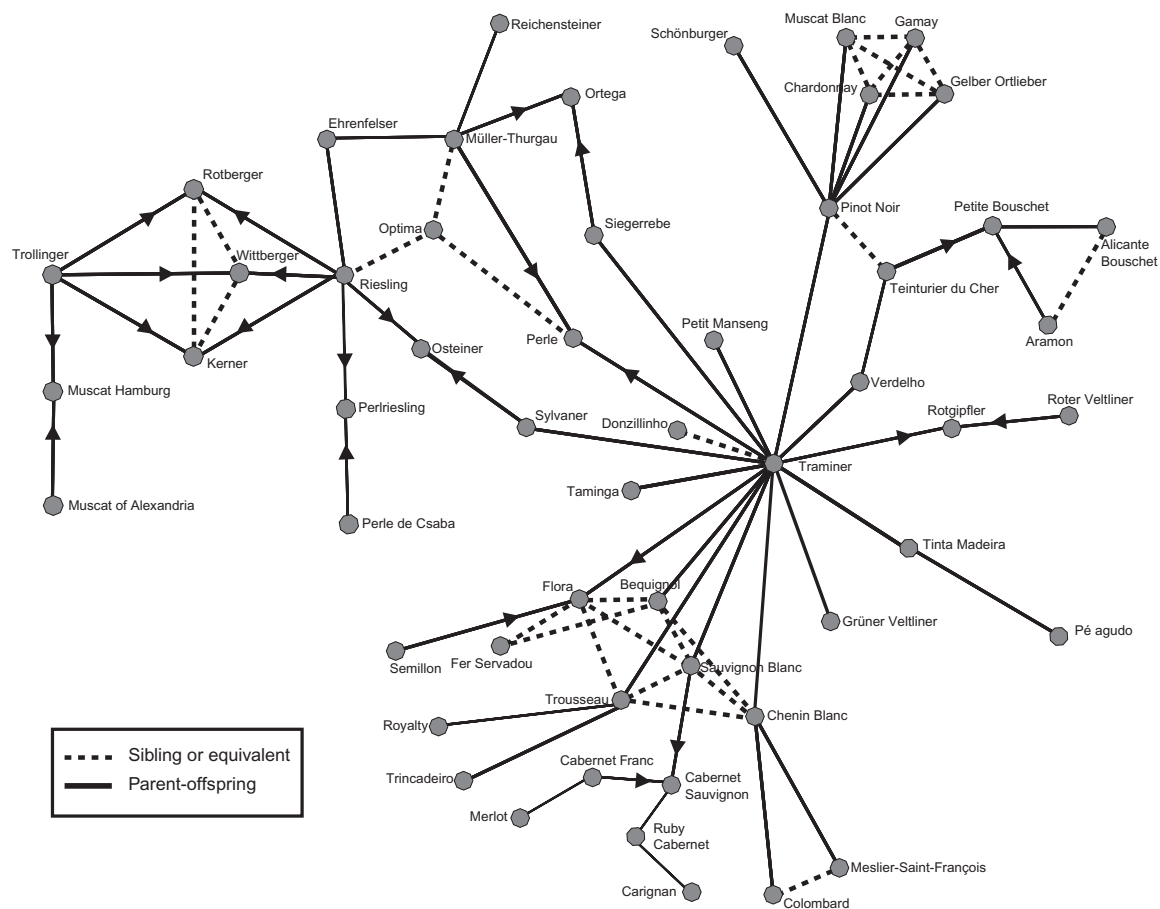 Reichensteiner
Muscat Blanc
Gamay
Schönburger
Chardonnay
Gelber Ortlieber
Ortega
Ehrenfelser
Müller-Thurgau
Rotberger
Pinot Noir
Petite Bouschet
Optima
Siegerrebe
Alicante
Bouschet
Trollinger
Wittberger
Riesling
Teinturier du Cher
Petit Manseng
Perle
Aramon
Osteiner
Kerner
Verdelho
Muscat Hamburg
Perlriesling
Sylvaner
Donzillinho
Rotgipfler
Roter Veltliner
Traminer
Taminga
Muscat of Alexandria
Perle de Csaba
Tinta Madeira
Flora
Bequignol
Grüner Veltliner
Pé agudo
Semillon
Fer Servadou
Sauvignon Blanc
Trousseau
Chenin Blanc
Royalty
Sibling or equivalent
Parent-offspring
Cabernet Franc
Trincadeiro
Cabernet
Sauvignon
Merlot
Ruby
Cabernet
Meslier-Saint-François
Carignan
Colombard